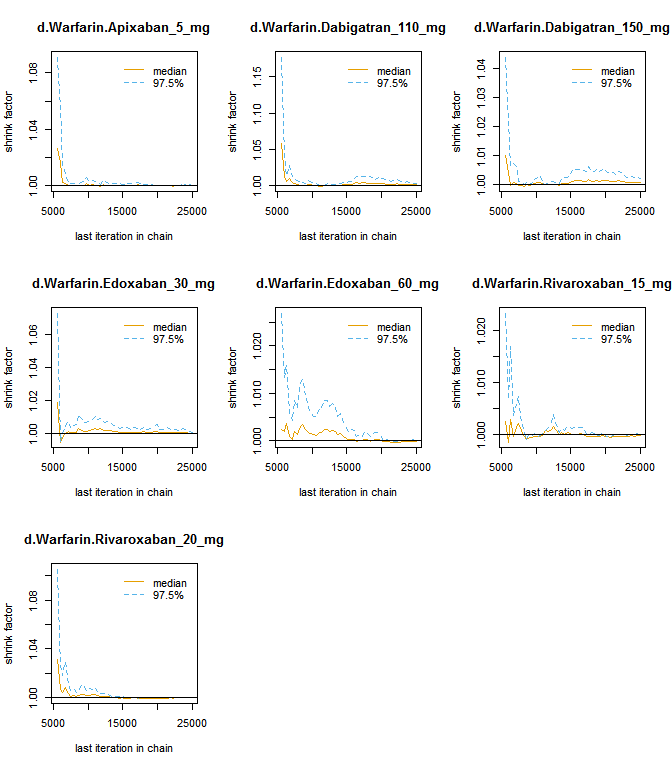 d.Warfarin.Apixaban_5_mg
shrink factor
1.00 1.04 1.08
median
97.5%
5000 15000 25000
last iteration in chain
d.Warfarin.Dabigatran_110_mg
shrink factor
1.00 1.05 1.10 1.15
median
97.5%
5000 15000 25000
last iteration in chain
d.Warfarin.Dabigatran_150_mg
shrink factor
1.00 1.01 1.02 1.03 1.04
median
97.5%
5000 15000 25000
last iteration in chain
d.Warfarin.Edoxaban_30_mg
shrink factor
1.00 1.02 1.04 1.06
median
97.5%
5000 15000 25000
last iteration in chain
d.Warfarin.Edoxaban_60_mg
shrink factor
1.000 1.010 1.020
median
97.5%
5000 15000 25000
last iteration in chain
d.Warfarin.Rivaroxaban_15_mg
shrink factor
1.000 1.010 1.020
median
97.5%
5000 15000 25000
last iteration in chain
d.Warfarin.Rivaroxaban_20_mg
shrink factor
1.00 1.04 1.08
median
97.5%
5000 15000 25000
last iteration in chain